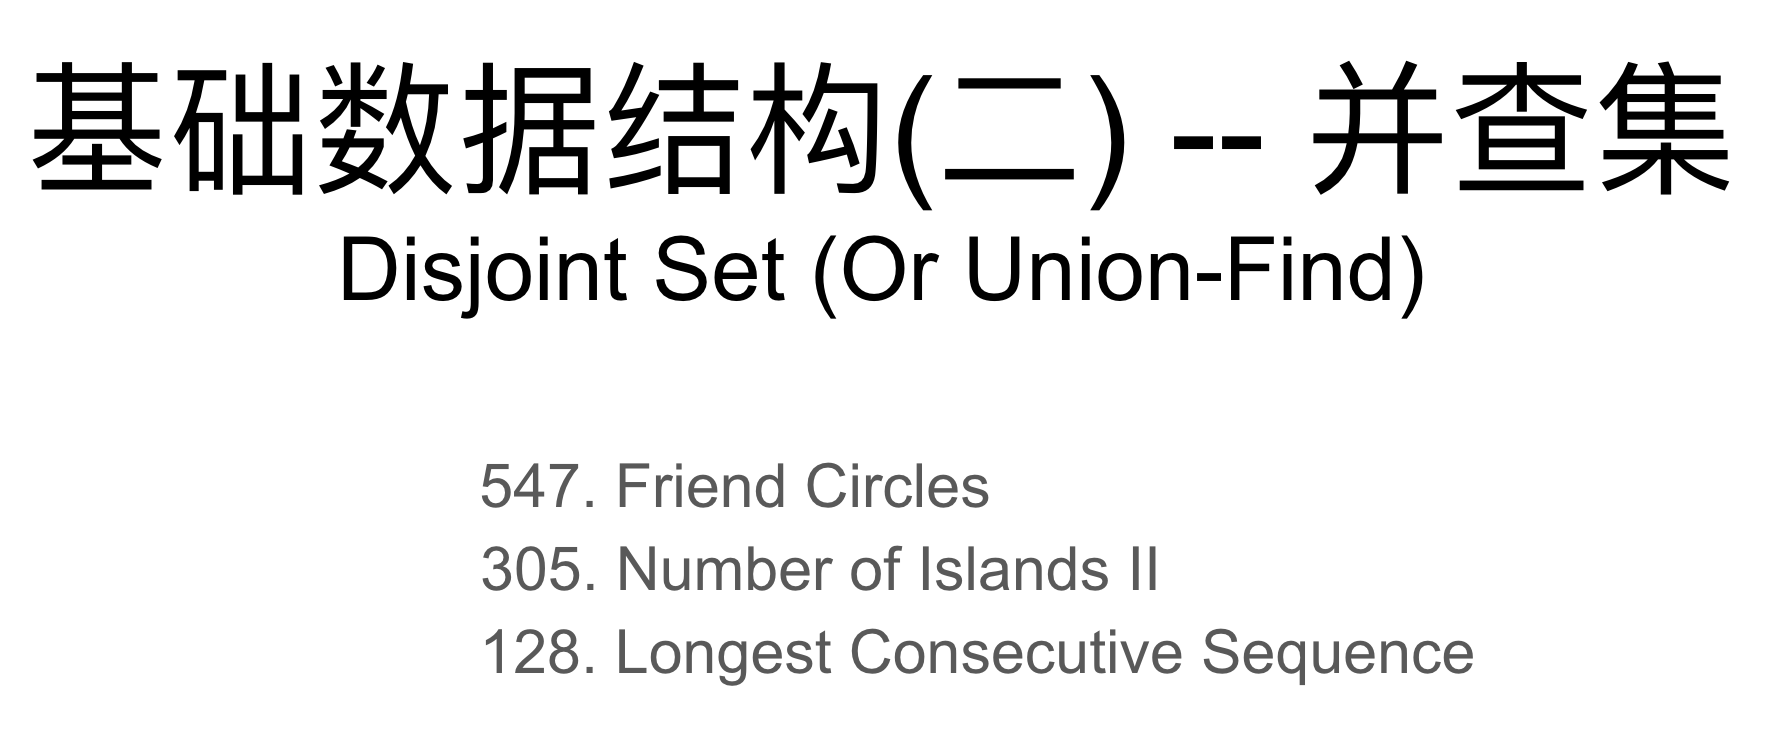 基础数据结构(二) -- 并查集
Disjoint Set (Or Union-Find)
547. Friend Circles
305. Number of Islands II
128. Longest Consecutive Sequence